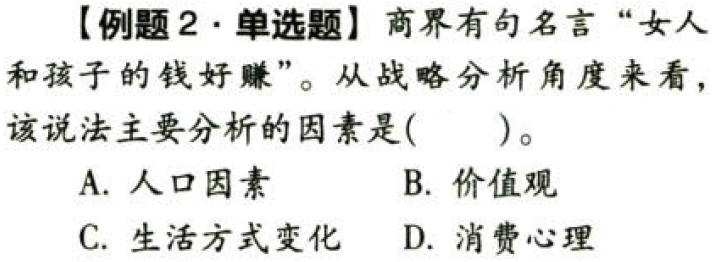 【例题2·单选题】商界有句名言“女人
和孩子的钱好赚”。从战略分析角度来看，
该说法主要分析的因素是(　　)。
A. 人口因素　　B. 价值观
C. 生活方式变化　　D. 消费心理